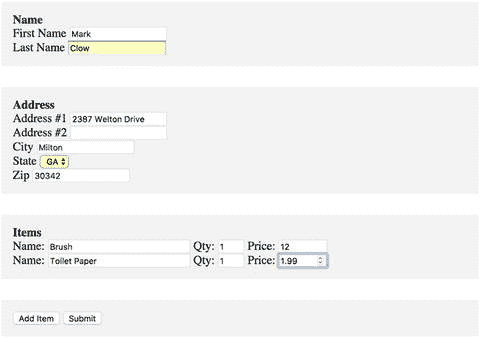 Name
First Name Mark
Last Name Clow
Address
Address #1 2387 Welton Drive
Address #2
City Milton
State GA
Zip 30342
Items
Name: Brush Qty: 1 Price: 12
Name: Toilet Paper Qty: 1 Price: 1.99
Add Item Submit